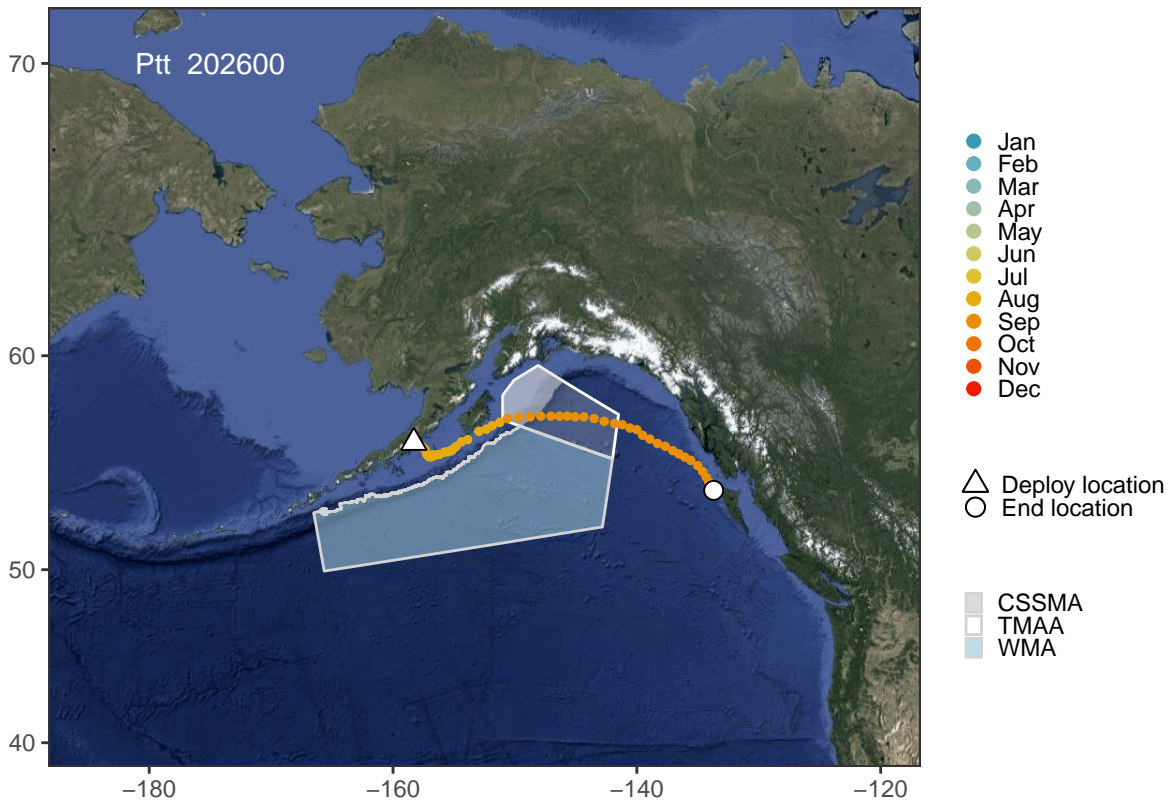 Ptt 202600
70
60
50
40
−180
−160
−140
−120
Jan
Feb
Mar
Apr
May
Jun
Jul
Aug
Sep
Oct
Nov
Dec
Deploy location
End location
CSSMA
TMAA
WMA